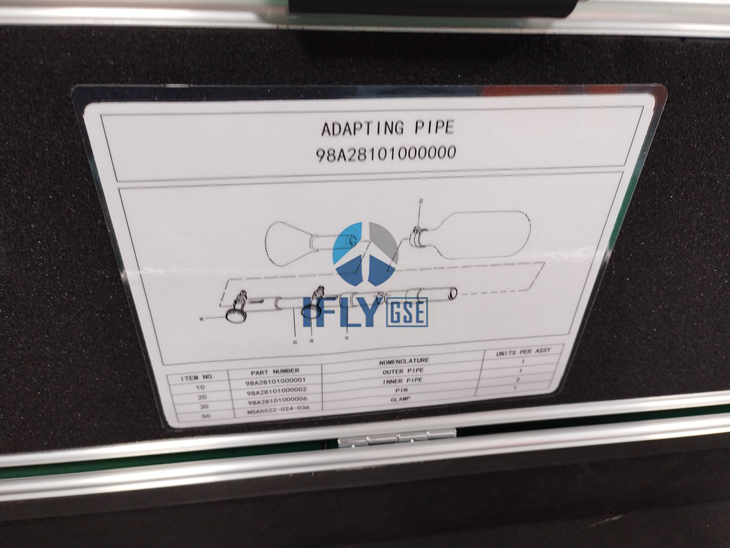 ADAPTING PIPE
98A28101000000
IFLY GSE
ITEM NO. PART NUMBER NOMENCLATURE UNITS PER ASSY
10 98A28101000001 OUTER PIPE 1
20 98A28101000002 INNER PIPE 1
30 98A28101000006 PIN 2
50 NSA5522-024-036 CLAMP 1